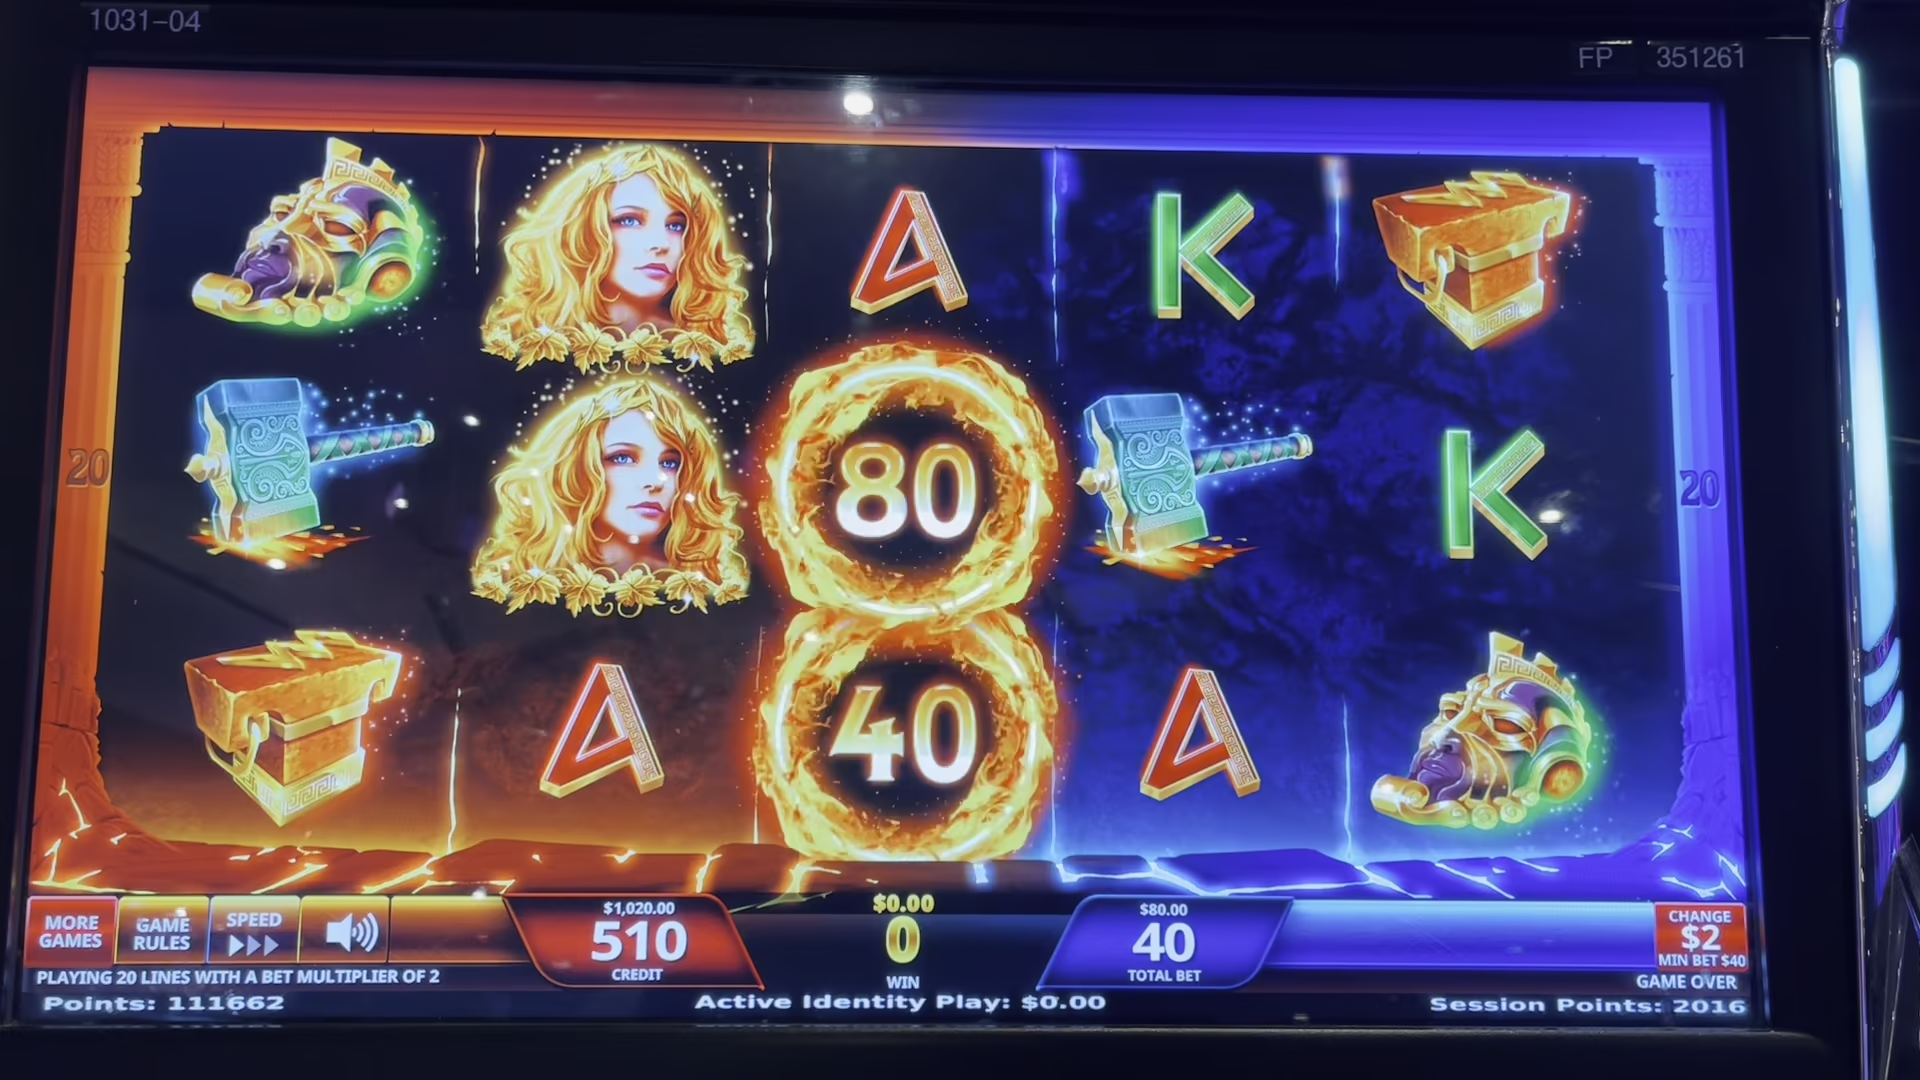 1031-04
FP 351261
A
K
20
80
K
20
A
40
A
MORE GAMES
GAME RULES
SPEED
$1,020.00
510
CREDIT
$0.00
0
WIN
$80.00
40
TOTAL BET
CHANGE
$2
MIN BET $40
PLAYING 20 LINES WITH A BET MULTIPLIER OF 2
GAME OVER
Points: 111662
Active Identity Play: $0.00
Session Points: 2016